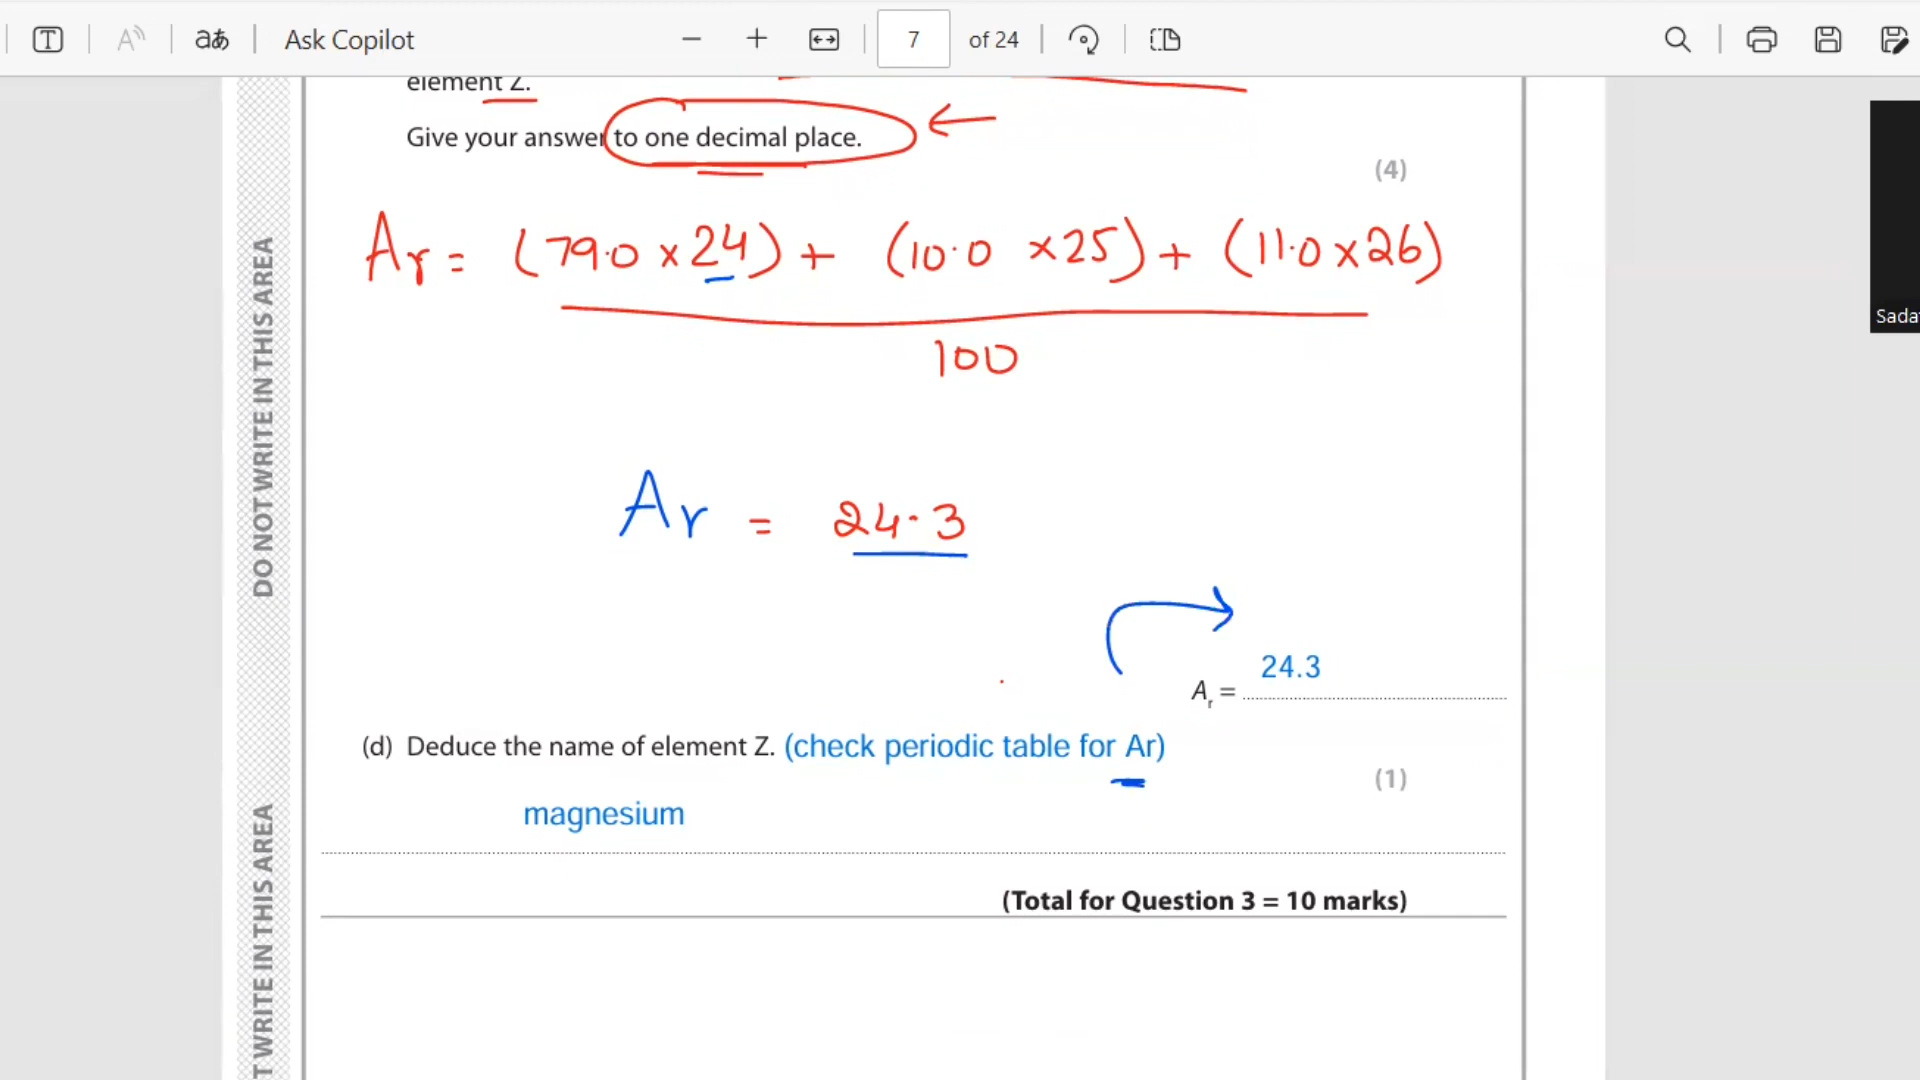 aあ Ask Copilot 7 of 24
element Z.
Give your answer to one decimal place.
(4)
Ar = (79.0 x 24) + (10.0 x 25) + (11.0 x 26)
100
Ar = 24.3
24.3
Ar =
(d) Deduce the name of element Z. (check periodic table for Ar)
(1)
magnesium
(Total for Question 3 = 10 marks)
DO NOT WRITE IN THIS AREA
T WRITE IN THIS AREA
Sada